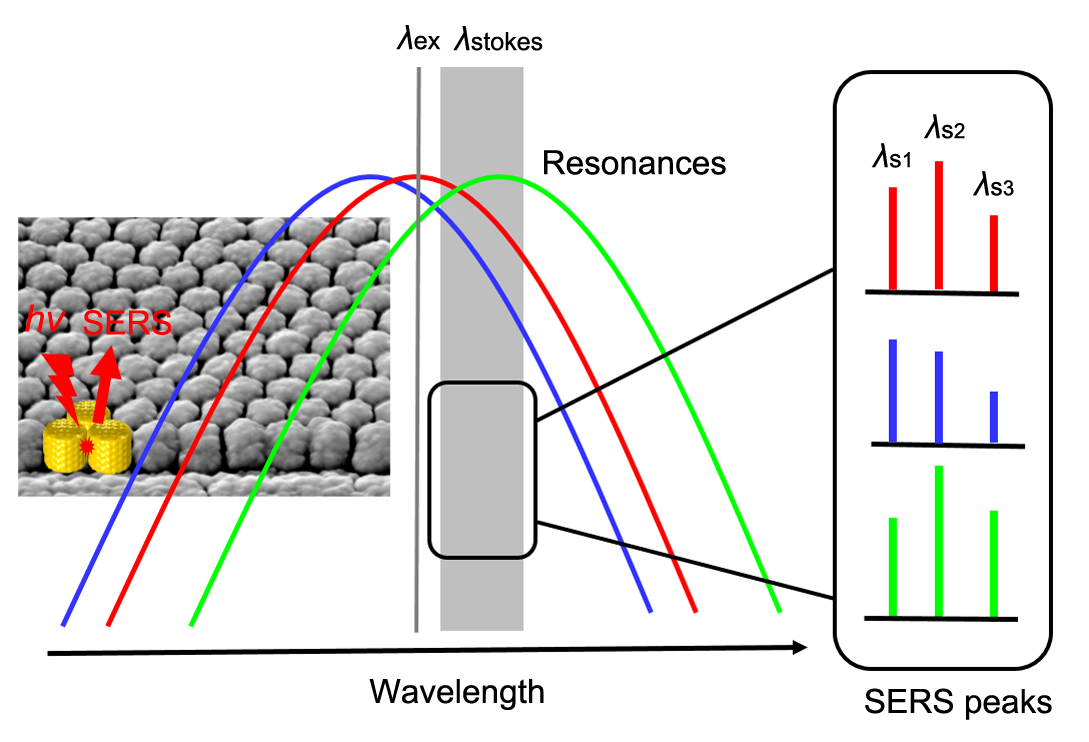 λex λstokes
Resonances
λs1
λs2
λs3
hv SERS
Wavelength
SERS peaks